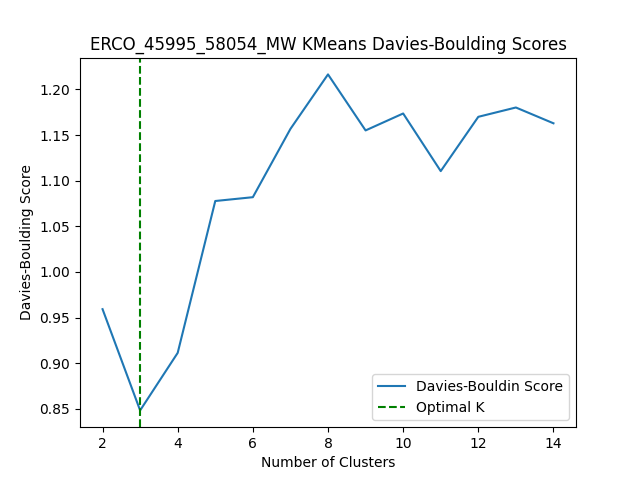 ERCO_45995_58054_MW KMeans Davies-Boulding Scores
Davies-Boulding Score
1.20
1.15
1.10
1.05
1.00
0.95
0.90
0.85
Davies-Bouldin Score
Optimal K
2 4 6 8 10 12 14
Number of Clusters